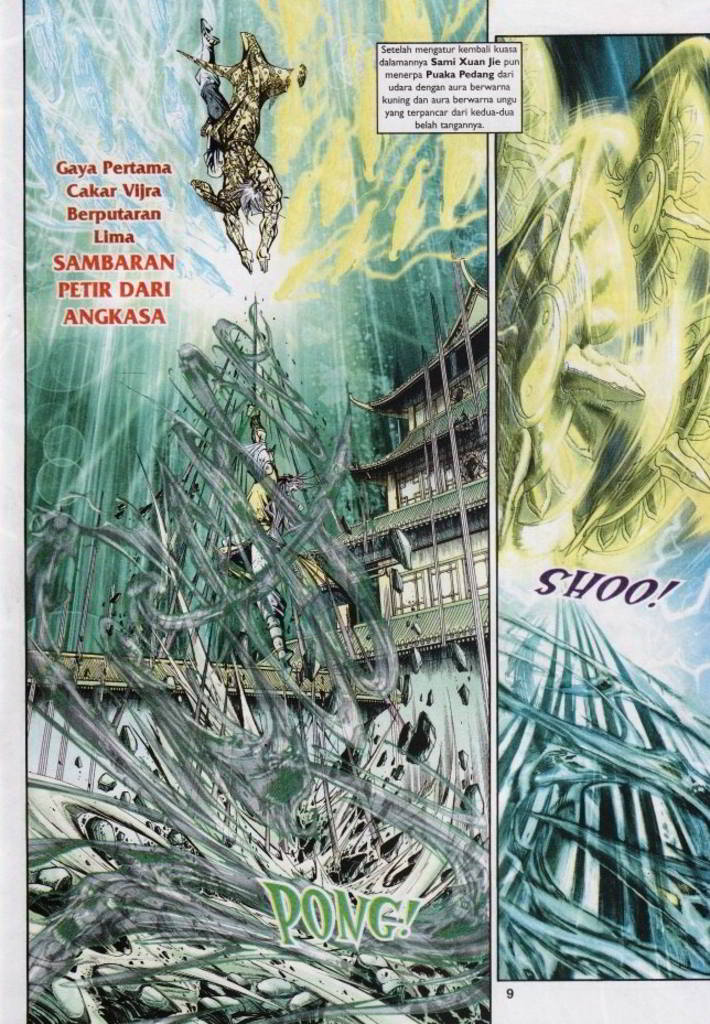 Setelah mengatur kembali kuasa
dalamannya Sami Xuan Jie pun
menerpa Puaka Pedang dari
udara dengan aura berwarna
kuning dan aura berwarna ungu
yang terpancar dari kedua-dua
belah tangannya.
Gaya Pertama
Cakar Vijra
Berputaran
Lima
SAMBARAN
PETIR DARI
ANGKASA
SHOO!
PONG!
9